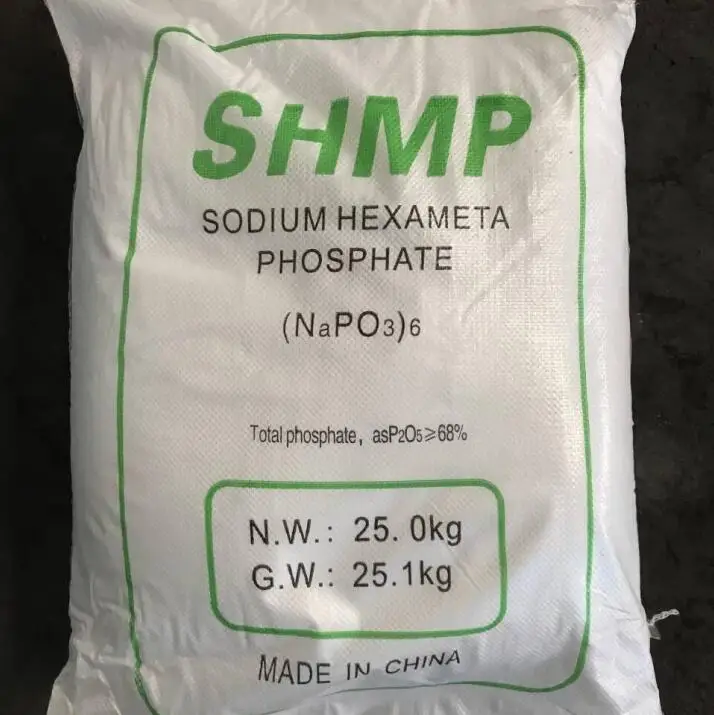 SHMP
SODIUM HEXAMETA
PHOSPHATE
(NaPO3)6
Total phosphate, asP2O5≥68%
N.W.: 25.0kg
G.W.: 25.1kg
MADE IN CHINA